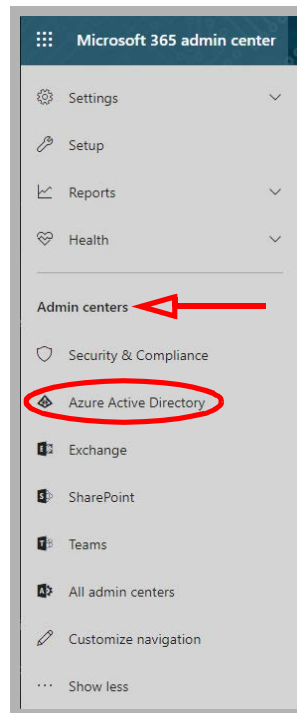 Microsoft 365 admin center
Settings
Setup
Reports
Health
Admin centers
Security & Compliance
Azure Active Directory
Exchange
SharePoint
Teams
All admin centers
Customize navigation
Show less